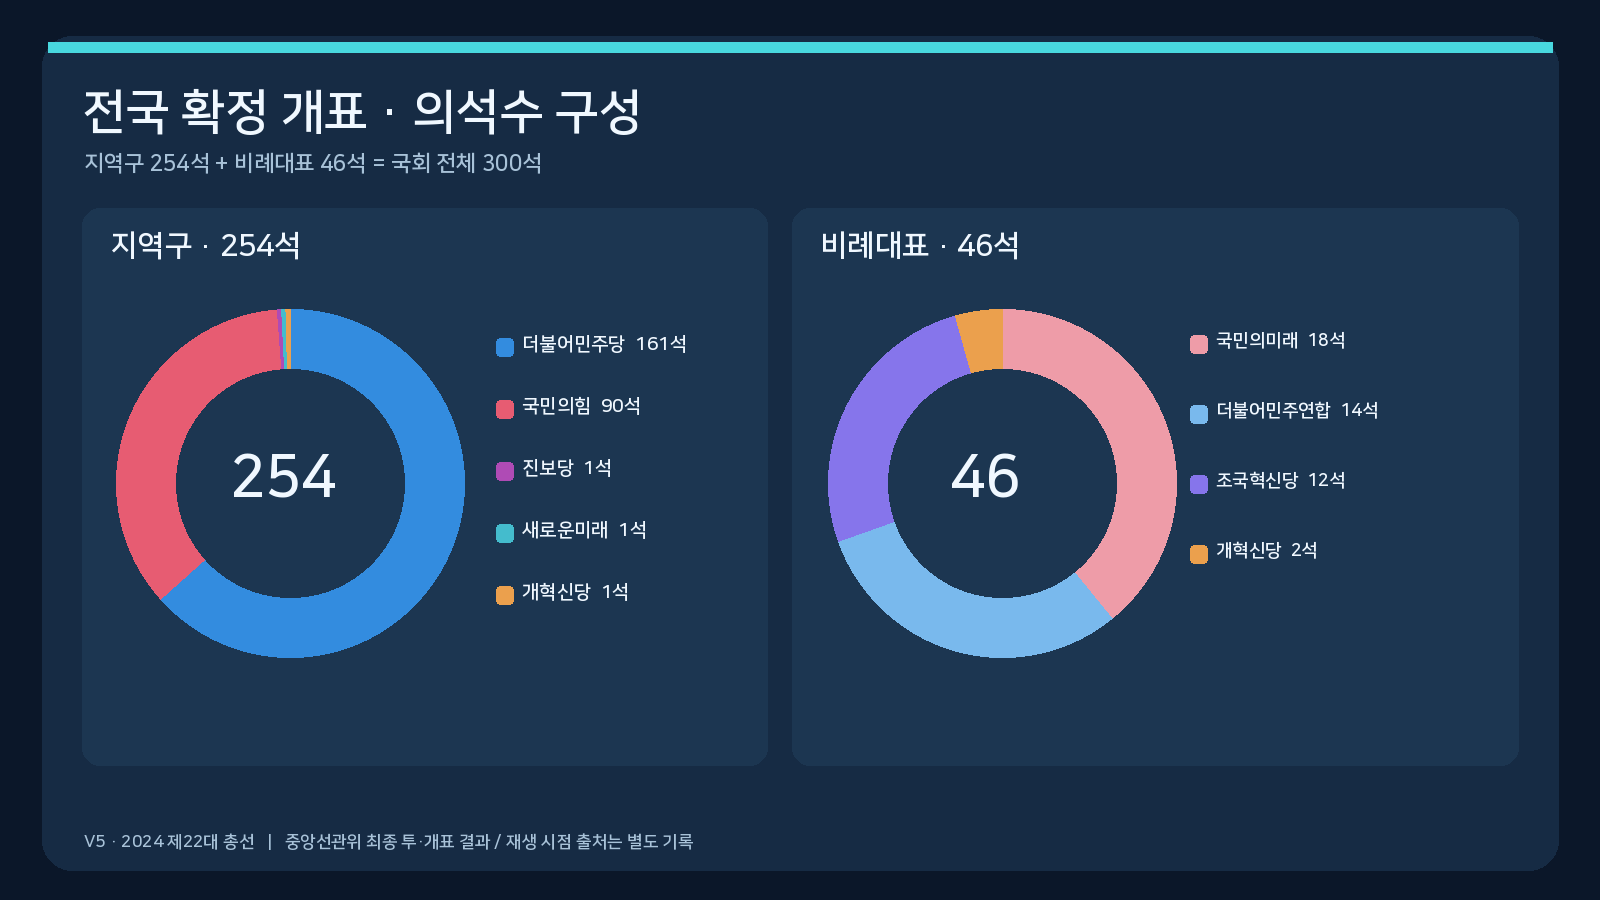 전국 확정 개표 · 의석수 구성
지역구 254석 + 비례대표 46석 = 국회 전체 300석
지역구 · 254석
254
더불어민주당 161석
국민의힘 90석
진보당 1석
새로운미래 1석
개혁신당 1석
비례대표 · 46석
46
국민의미래 18석
더불어민주연합 14석
조국혁신당 12석
개혁신당 2석
V5 · 2024 제22대 총선 | 중앙선관위 최종 투·개표 결과 / 재생 시점 출처는 별도 기록